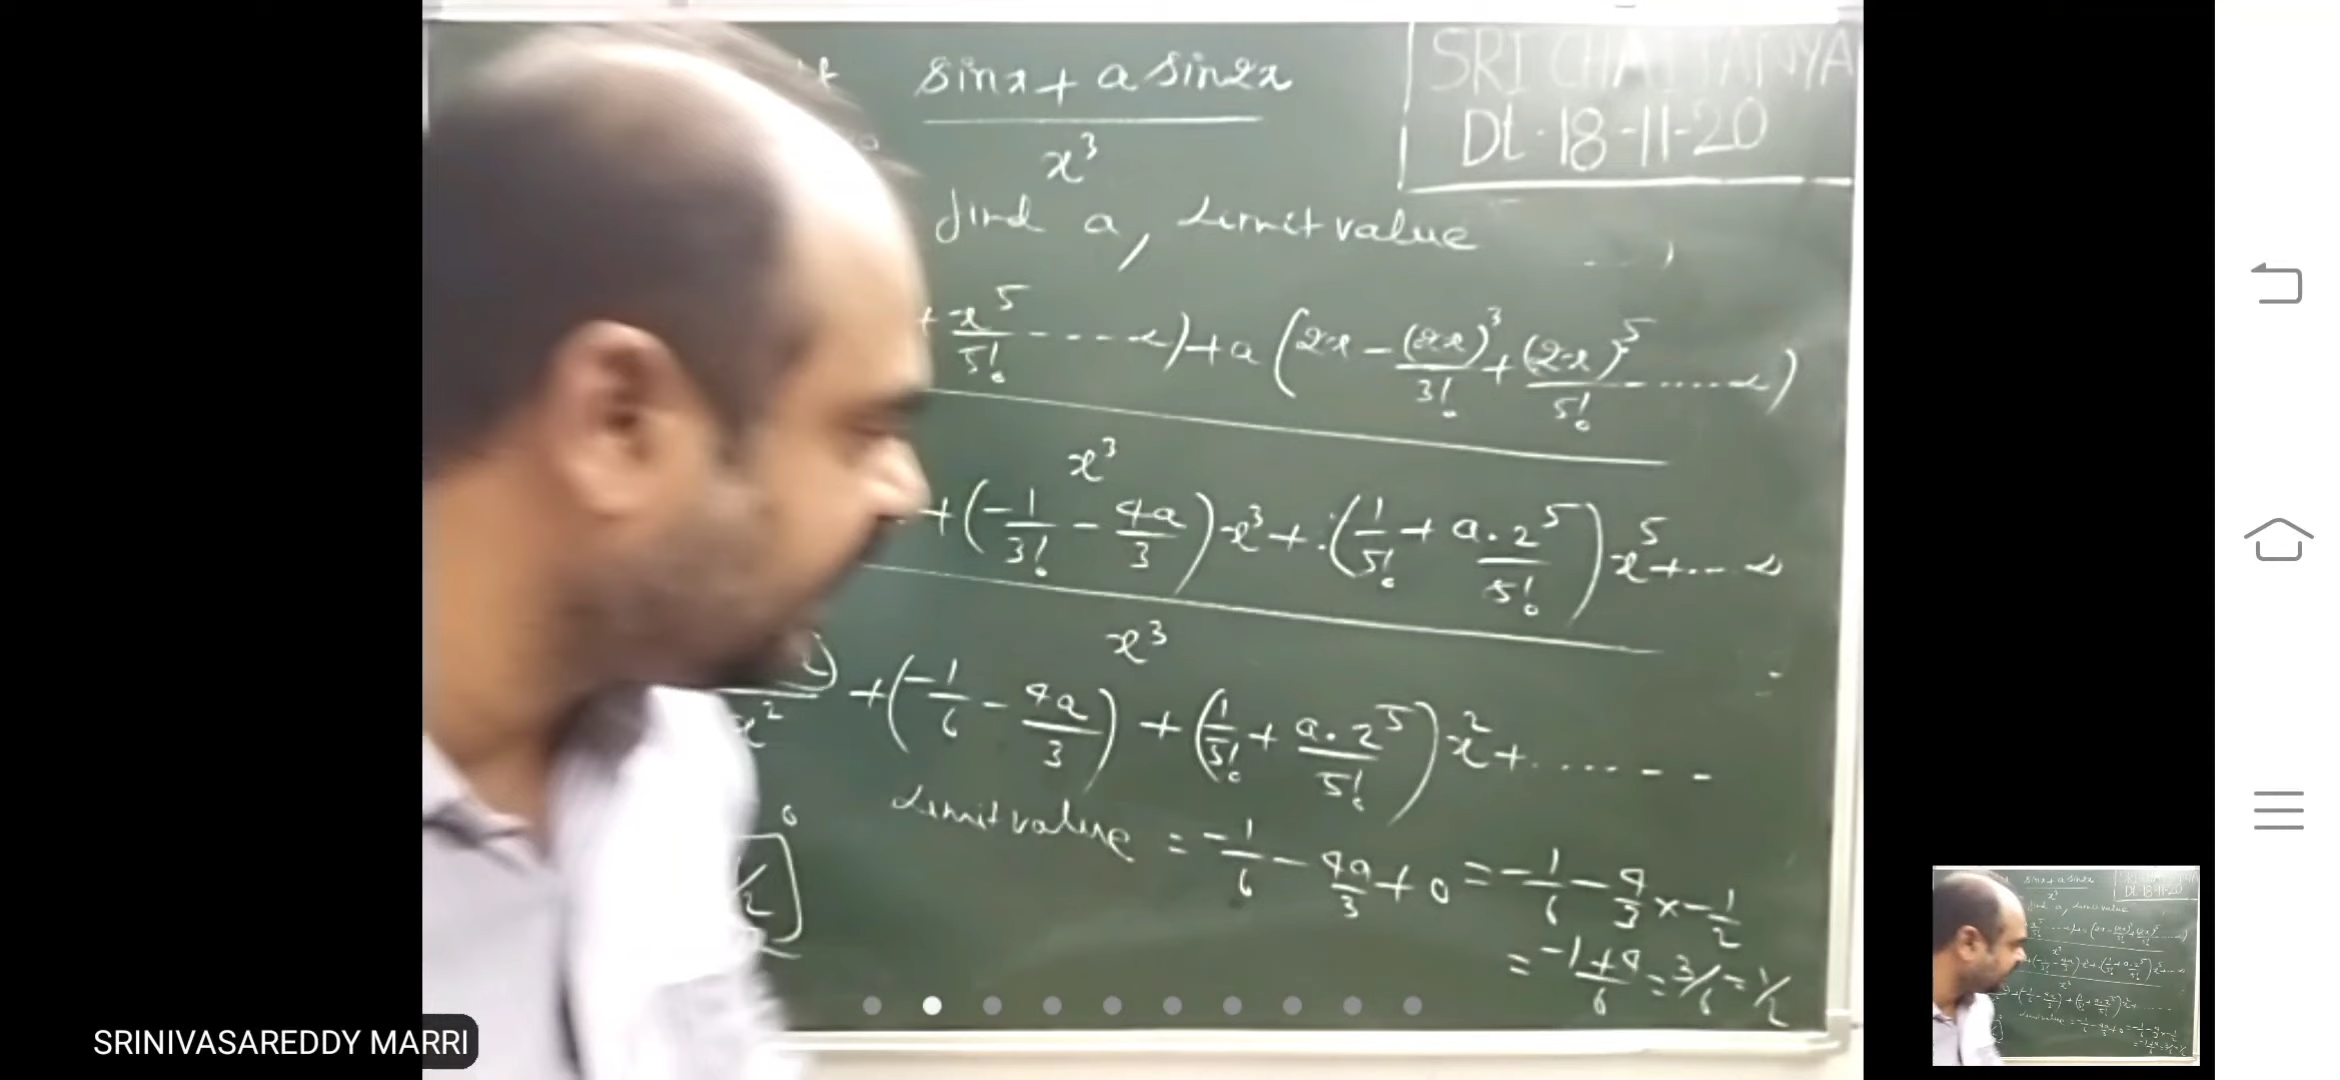 sinx + a sin2x
x³
SRI CHAITANYA
Dt. 18-11-20
find a, Limit value
+ x⁵/5! ----∞) + a (2x - (2x)³/3! + (2x)⁵/5! ------∞)
x³
+ (-1/3! - 4a/3) x³ + (1/5! + a.2⁵/5!) x⁵ + ... ∞
x³
x² + (-1/6 - 4a/3) + (1/5! + a.2⁵/5!) x² + .......
Limit value = -1/6 - 4a/3 + 0 = -1/6 - 4/3 x -1/2
= -1+4/6 = 3/6 = 1/2
SRINIVASAREDDY MARRI